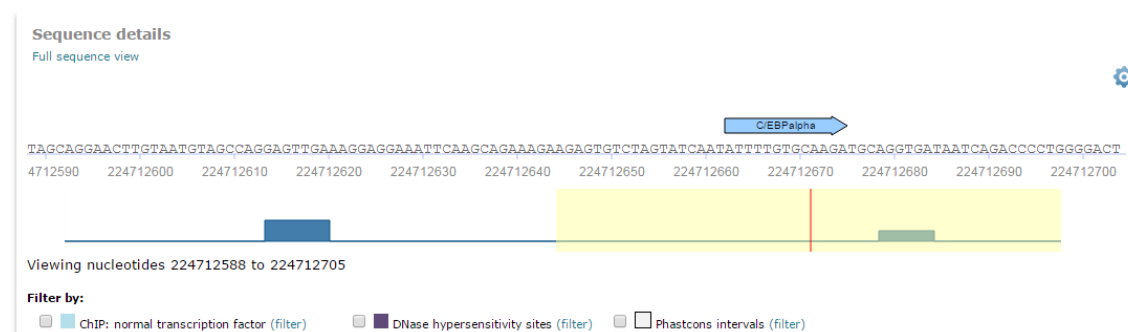 Sequence details
Full sequence view
C/EBPalpha
TAGCAGGAACTTGTAATGTAGCCAGGAGTTGAAAGGAGGAAATTCAAGCAGAAAGAAGAGTGTCTAGTATCAATATTTTGTGCAAGATGCAGGTGATAATCAGACCCCTGGGGACT
4712590 224712600 224712610 224712620 224712630 224712640 224712650 224712660 224712670 224712680 224712690 224712700
Viewing nucleotides 224712588 to 224712705
Filter by:
ChIP: normal transcription factor (filter) DNase hypersensitivity sites (filter) Phastcons intervals (filter)